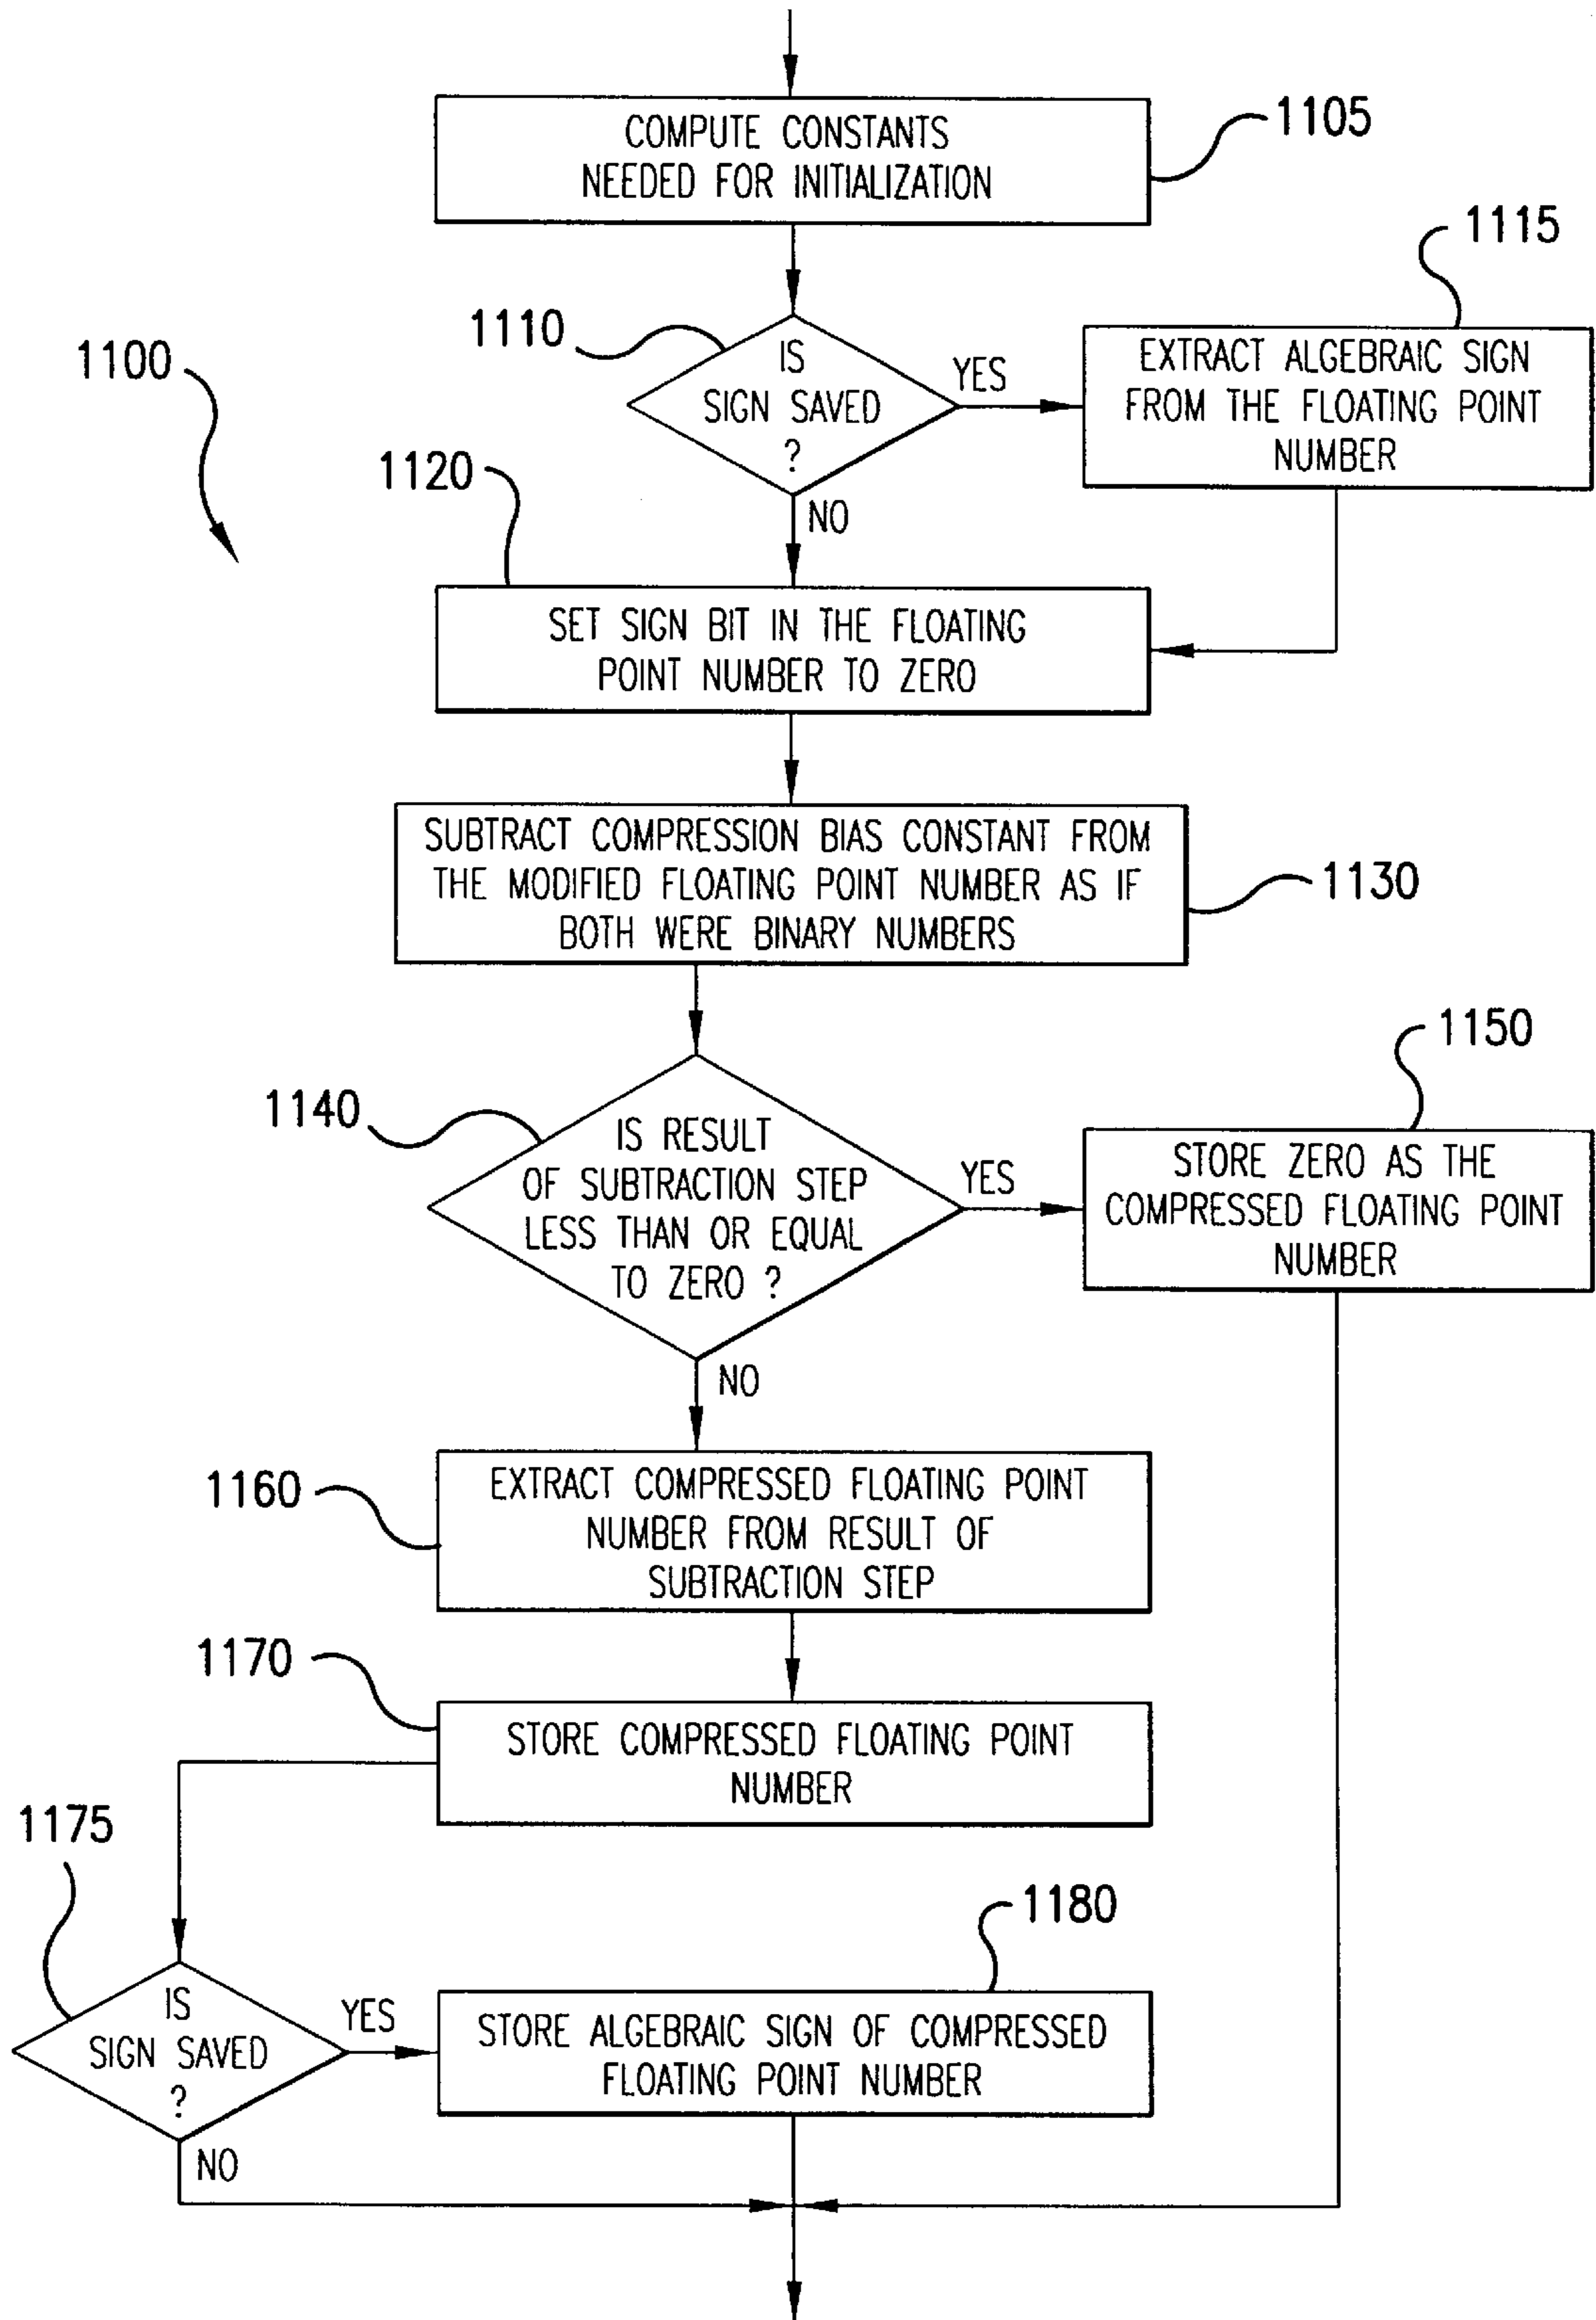 COMPUTE CONSTANTS
NEEDED FOR INITIALIZATION
1105
1115
1110
IS
SIGN SAVED
?
YES
EXTRACT ALGEBRAIC SIGN
FROM THE FLOATING POINT
NUMBER
1100
NO
1120
SET SIGN BIT IN THE FLOATING
POINT NUMBER TO ZERO
SUBTRACT COMPRESSION BIAS CONSTANT FROM
THE MODIFIED FLOATING POINT NUMBER AS IF
BOTH WERE BINARY NUMBERS
1130
1140
IS RESULT
OF SUBTRACTION STEP
LESS THAN OR EQUAL
TO ZERO ?
YES
1150
STORE ZERO AS THE
COMPRESSED FLOATING POINT
NUMBER
NO
1160
EXTRACT COMPRESSED FLOATING POINT
NUMBER FROM RESULT OF
SUBTRACTION STEP
1170
STORE COMPRESSED FLOATING POINT
NUMBER
1175
IS
SIGN SAVED
?
YES
1180
STORE ALGEBRAIC SIGN OF COMPRESSED
FLOATING POINT NUMBER
NO